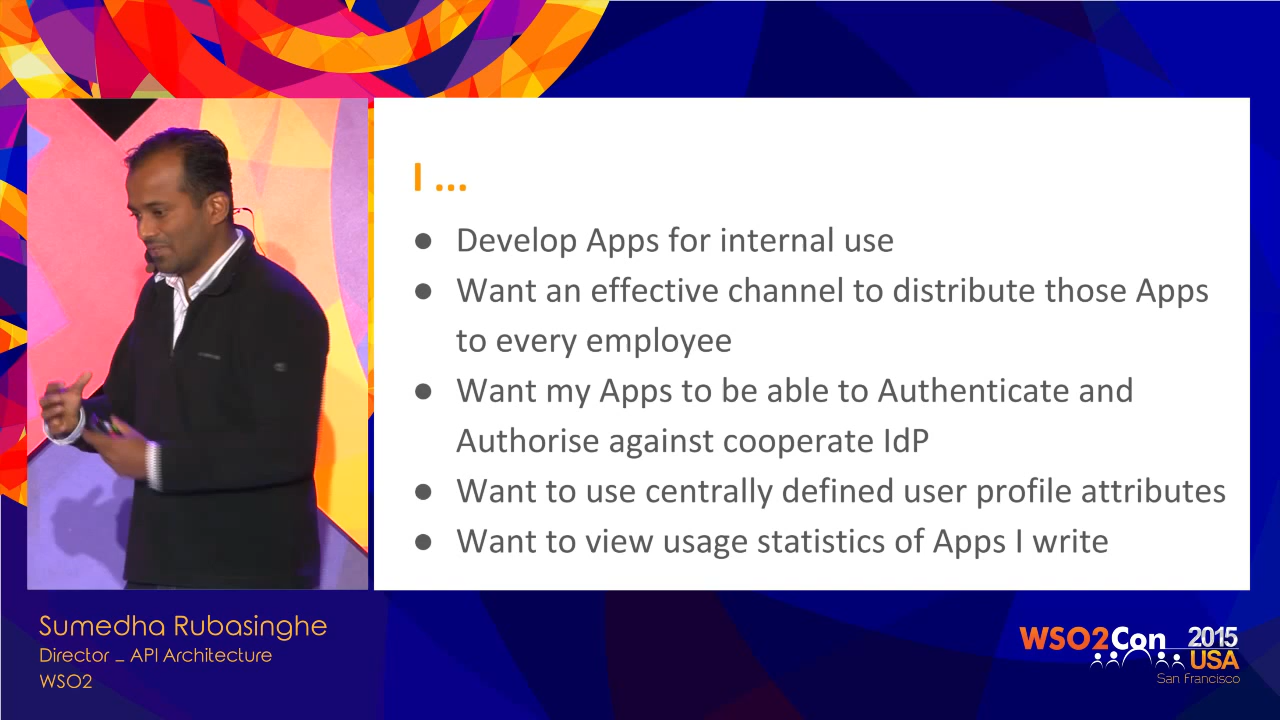 I ...
● Develop Apps for internal use
● Want an effective channel to distribute those Apps
to every employee
● Want my Apps to be able to Authenticate and
Authorise against cooperate IdP
● Want to use centrally defined user profile attributes
● Want to view usage statistics of Apps I write
Sumedha Rubasinghe
Director _ API Architecture
WSO2
WSO2Con 2015
USA
San Francisco